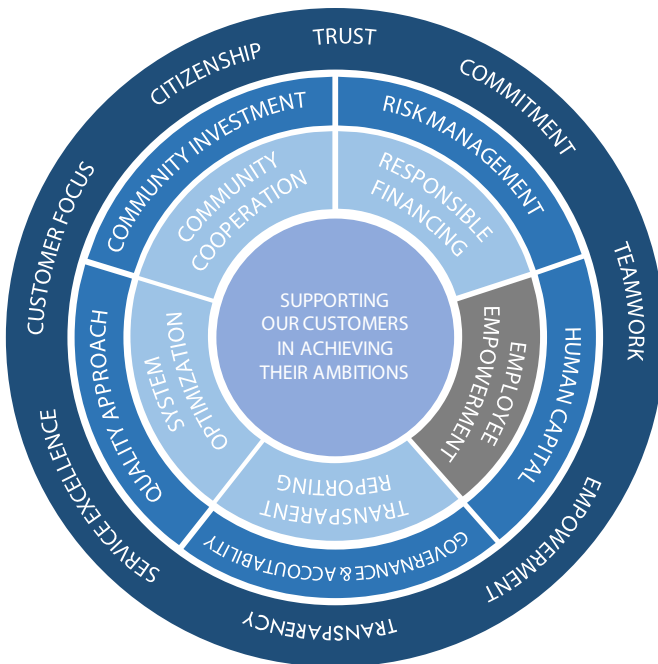 TRUST
COMMITMENT
TEAMWORK
EMPOWERMENT
TRANSPARENCY
SERVICE EXCELLENCE
CUSTOMER FOCUS
CITIZENSHIP
RISK MANAGEMENT
HUMAN CAPITAL
GOVERNANCE & ACCOUTABILITY
QUALITY APPROACH
COMMUNITY INVESTMENT
RESPONSIBLE
FINANCING
EMPLOYEE
EMPOWERMENT
TRANSPARENT
REPORTING
SYSTEM
OPTIMIZATION
COMMUNITY
COOPERATION
SUPPORTING
OUR CUSTOMERS
IN ACHIEVING
THEIR AMBITIONS